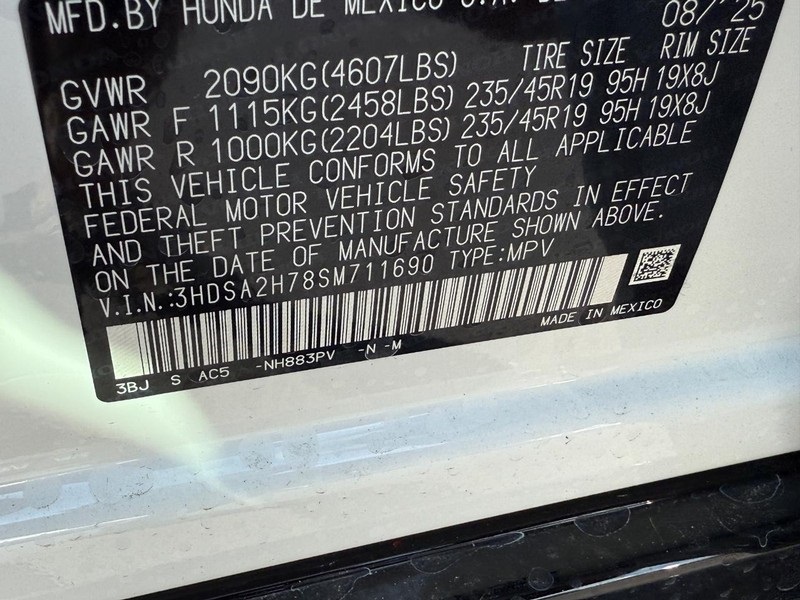 MFD.BY HONDA DE MEXICO S.A. DE 08/'25
TIRE SIZE RIM SIZE
GVWR 2090KG(4607LBS)
GAWR F 1115KG(2458LBS) 235/45R19 95H 19X8J
GAWR R 1000KG(2204LBS) 235/45R19 95H 19X8J
THIS VEHICLE CONFORMS TO ALL APPLICABLE
FEDERAL MOTOR VEHICLE SAFETY
AND THEFT PREVENTION STANDARDS IN EFFECT
ON THE DATE OF MANUFACTURE SHOWN ABOVE.
V.I.N.:3HDSA2H78SM711690 TYPE:MPV
MADE IN MEXICO
3BJ S AC5 -NH883PV -N -M